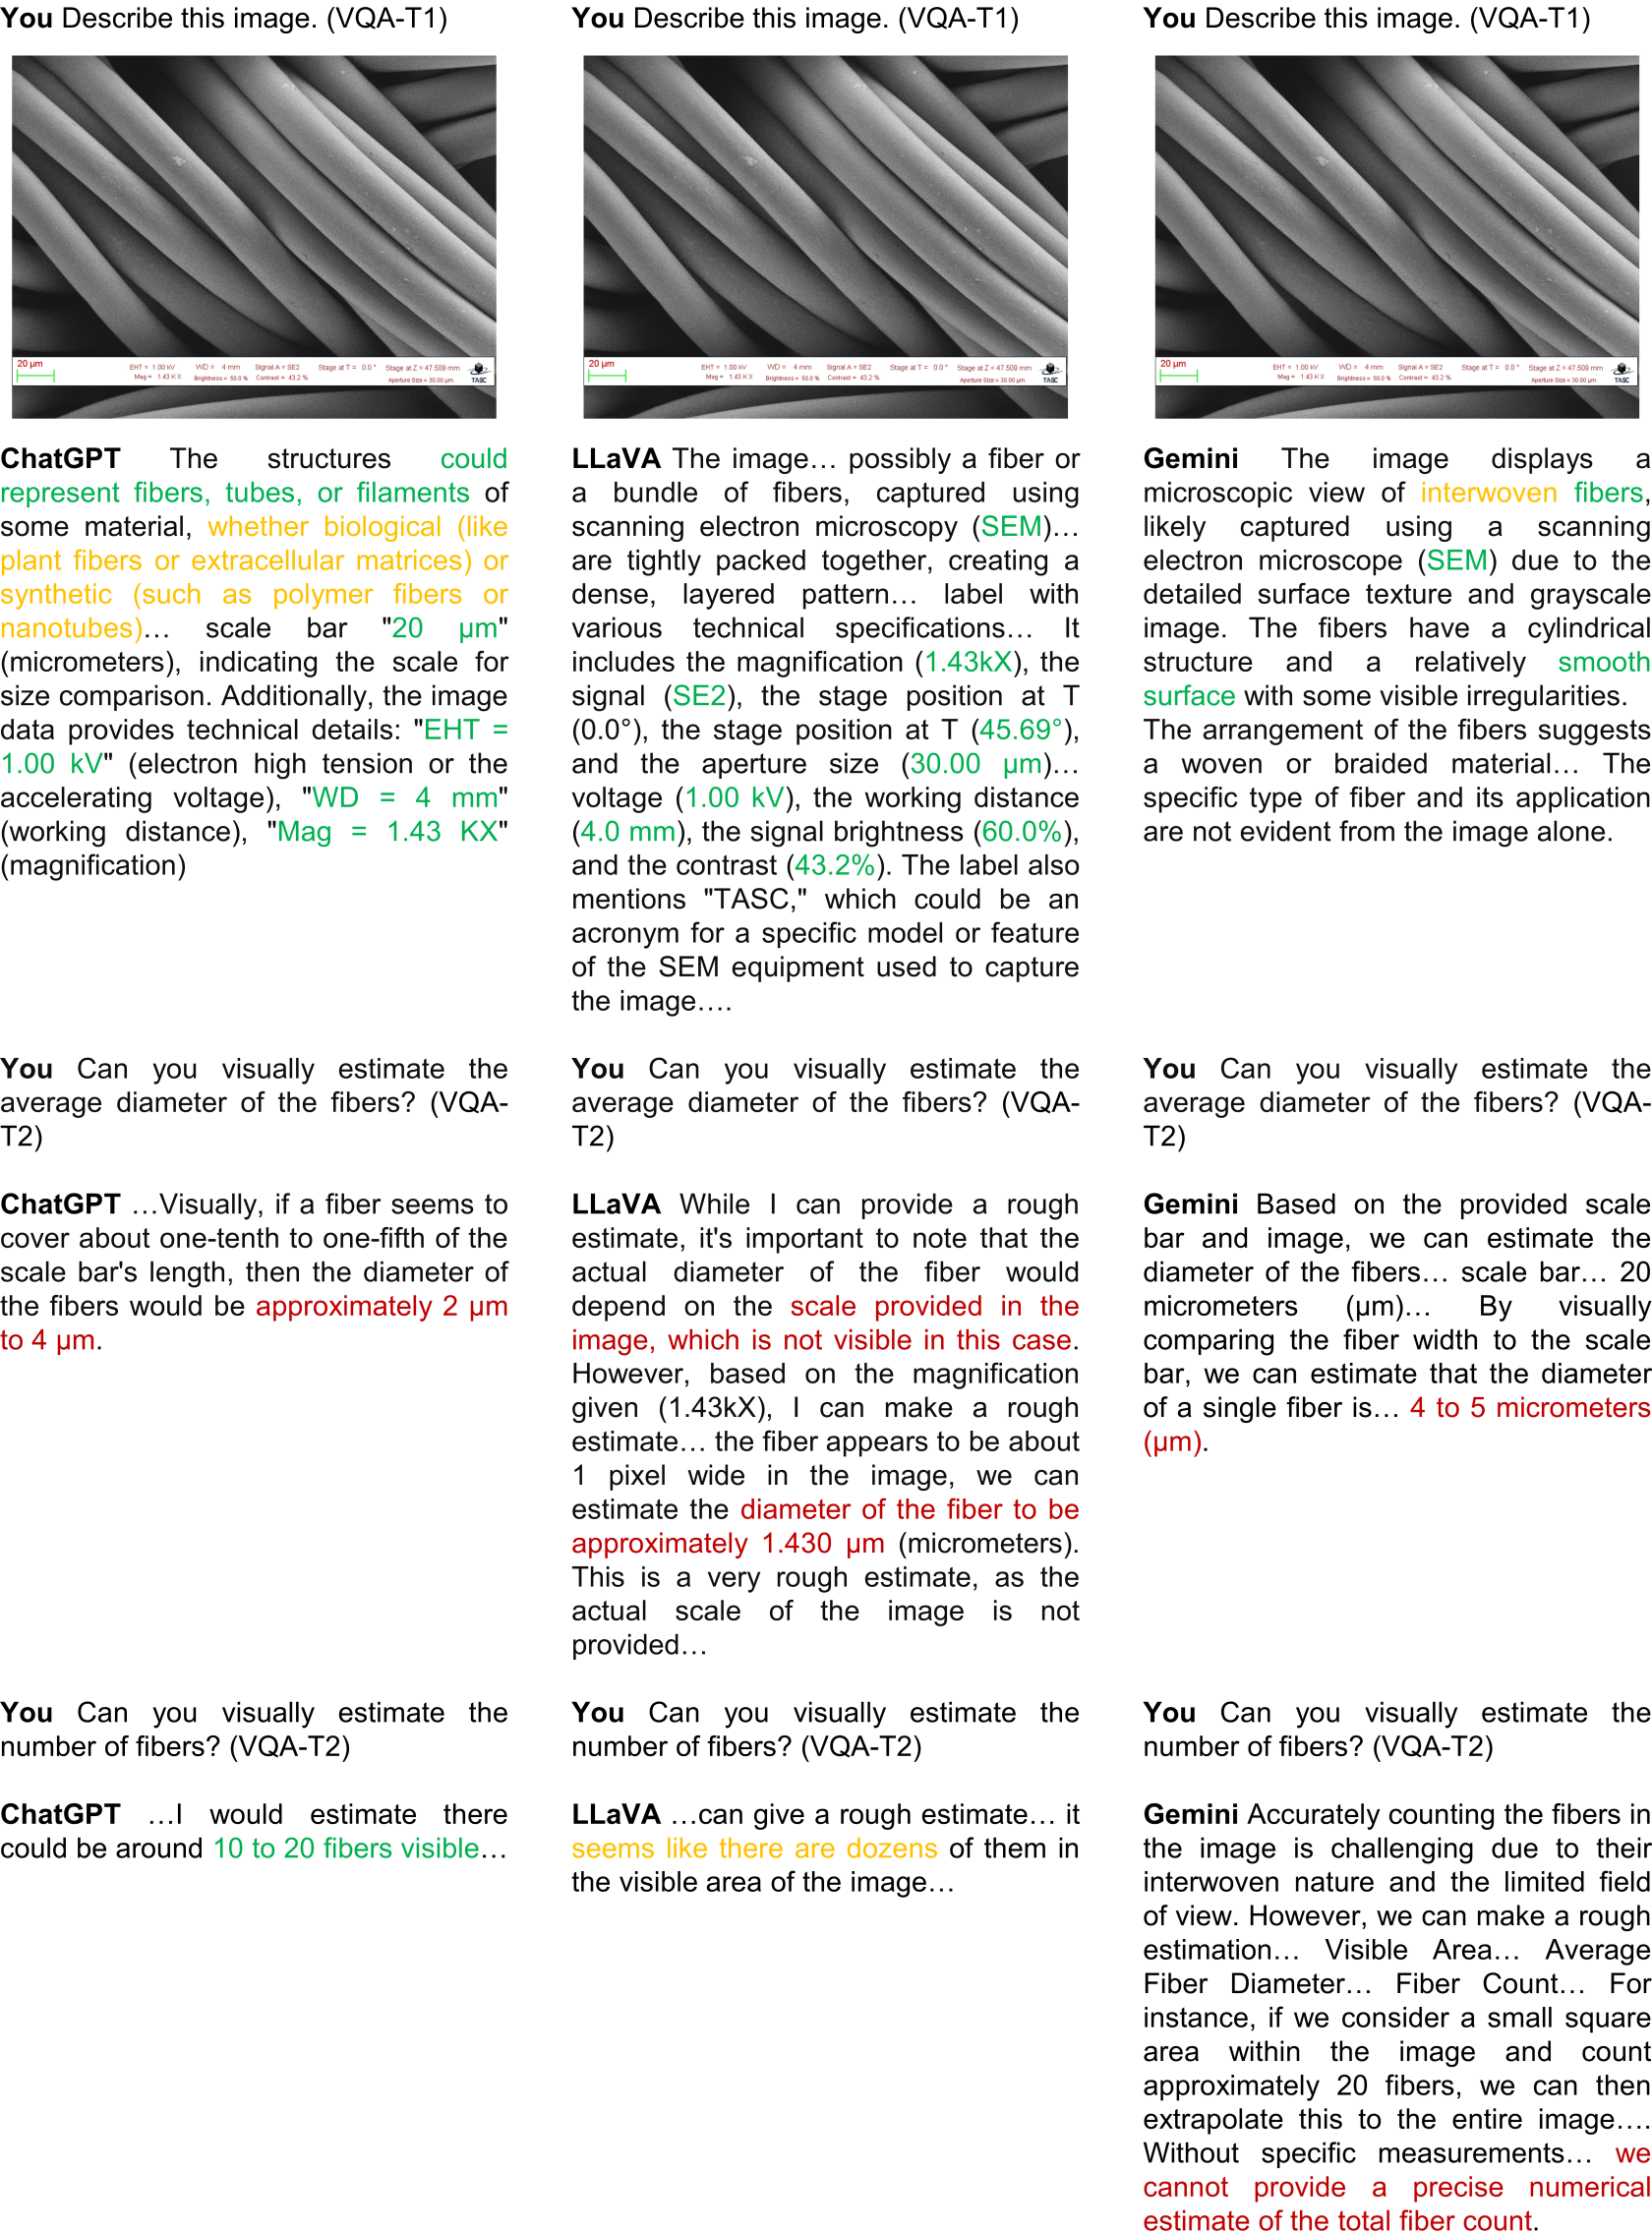 You Describe this image. (VQA-T1)
20 µm
EHT = 1.00 kV WD = 4 mm Signal A = SE2 Stage at T = 0.0 ° Stage at Z = 47.509 mm
Mag = 1.43 K X Brightness = 50.0 % Contrast = 43.2 % Aperture Size = 30.00 µm TASC
ChatGPT The structures could
represent fibers, tubes, or filaments of
some material, whether biological (like
plant fibers or extracellular matrices) or
synthetic (such as polymer fibers or
nanotubes)… scale bar "20 µm"
(micrometers), indicating the scale for
size comparison. Additionally, the image
data provides technical details: "EHT =
1.00 kV" (electron high tension or the
accelerating voltage), "WD = 4 mm"
(working distance), "Mag = 1.43 KX"
(magnification)
You Can you visually estimate the
average diameter of the fibers? (VQA-
T2)
ChatGPT …Visually, if a fiber seems to
cover about one-tenth to one-fifth of the
scale bar's length, then the diameter of
the fibers would be approximately 2 µm
to 4 µm.
You Can you visually estimate the
number of fibers? (VQA-T2)
ChatGPT …I would estimate there
could be around 10 to 20 fibers visible…
You Describe this image. (VQA-T1)
20 µm
EHT = 1.00 kV WD = 4 mm Signal A = SE2 Stage at T = 0.0 ° Stage at Z = 47.509 mm
Mag = 1.43 K X Brightness = 50.0 % Contrast = 43.2 % Aperture Size = 30.00 µm TASC
LLaVA The image… possibly a fiber or
a bundle of fibers, captured using
scanning electron microscopy (SEM)…
are tightly packed together, creating a
dense, layered pattern… label with
various technical specifications… It
includes the magnification (1.43kX), the
signal (SE2), the stage position at T
(0.0°), the stage position at T (45.69°),
and the aperture size (30.00 µm)…
voltage (1.00 kV), the working distance
(4.0 mm), the signal brightness (60.0%),
and the contrast (43.2%). The label also
mentions "TASC," which could be an
acronym for a specific model or feature
of the SEM equipment used to capture
the image….
You Can you visually estimate the
average diameter of the fibers? (VQA-
T2)
LLaVA While I can provide a rough
estimate, it's important to note that the
actual diameter of the fiber would
depend on the scale provided in the
image, which is not visible in this case.
However, based on the magnification
given (1.43kX), I can make a rough
estimate… the fiber appears to be about
1 pixel wide in the image, we can
estimate the diameter of the fiber to be
approximately 1.430 µm (micrometers).
This is a very rough estimate, as the
actual scale of the image is not
provided…
You Can you visually estimate the
number of fibers? (VQA-T2)
LLaVA …can give a rough estimate… it
seems like there are dozens of them in
the visible area of the image…
You Describe this image. (VQA-T1)
20 µm
EHT = 1.00 kV WD = 4 mm Signal A = SE2 Stage at T = 0.0 ° Stage at Z = 47.509 mm
Mag = 1.43 K X Brightness = 50.0 % Contrast = 43.2 % Aperture Size = 30.00 µm TASC
Gemini The image displays a
microscopic view of interwoven fibers,
likely captured using a scanning
electron microscope (SEM) due to the
detailed surface texture and grayscale
image. The fibers have a cylindrical
structure and a relatively smooth
surface with some visible irregularities.
The arrangement of the fibers suggests
a woven or braided material… The
specific type of fiber and its application
are not evident from the image alone.
You Can you visually estimate the
average diameter of the fibers? (VQA-
T2)
Gemini Based on the provided scale
bar and image, we can estimate the
diameter of the fibers… scale bar… 20
micrometers (µm)… By visually
comparing the fiber width to the scale
bar, we can estimate that the diameter
of a single fiber is… 4 to 5 micrometers
(µm).
You Can you visually estimate the
number of fibers? (VQA-T2)
Gemini Accurately counting the fibers in
the image is challenging due to their
interwoven nature and the limited field
of view. However, we can make a rough
estimation… Visible Area… Average
Fiber Diameter… Fiber Count… For
instance, if we consider a small square
area within the image and count
approximately 20 fibers, we can then
extrapolate this to the entire image….
Without specific measurements… we
cannot provide a precise numerical
estimate of the total fiber count.